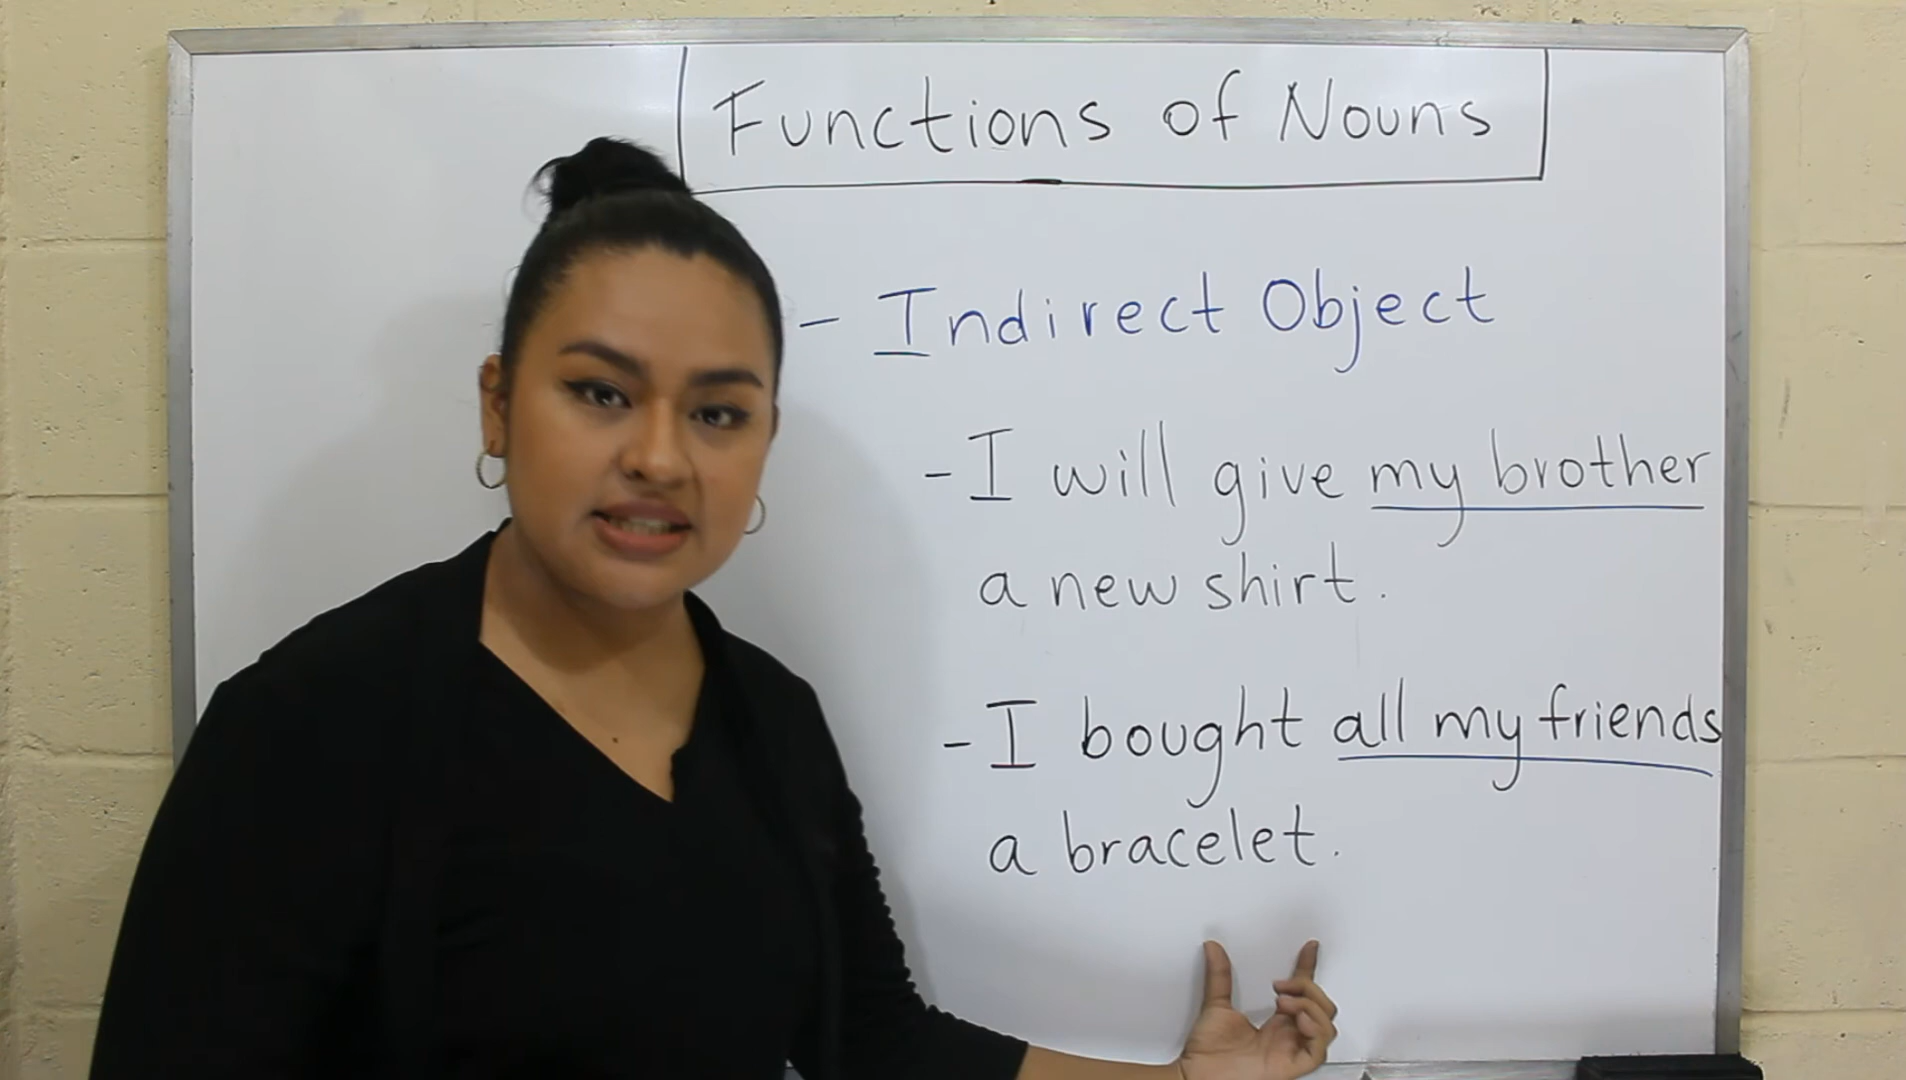 Functions of Nouns
- Indirect Object
- I will give my brother
a new shirt.
- I bought all my friends
a bracelet.